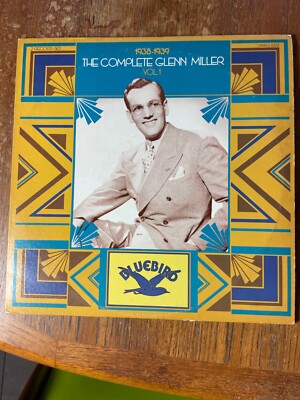 1938-1939
THE COMPLETE GLENN MILLER
VOL. 1
BLUEBIRD